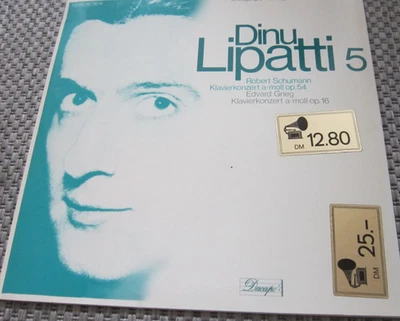 Dinu
Lipatti 5
Robert Schumann
Klavierkonzert a-moll op.54
Edvard Grieg
Klavierkonzert a-moll op.16
DM 12.80
DM 25.-
Dacapo